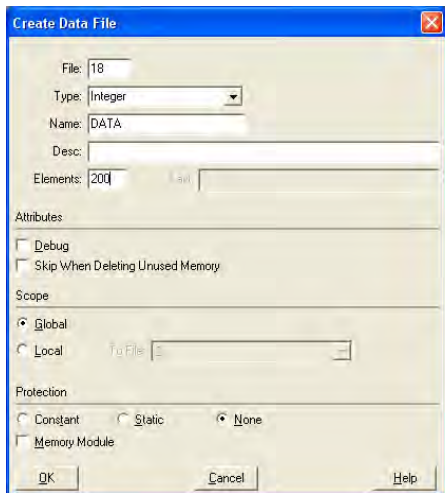 Create Data File
File: 18
Type: Integer
Name: DATA
Desc:
Elements: 200 Last
Attributes
Debug
Skip When Deleting Unused Memory
Scope
Global
Local To File:
Protection
Constant Static None
Memory Module
OK Cancel Help